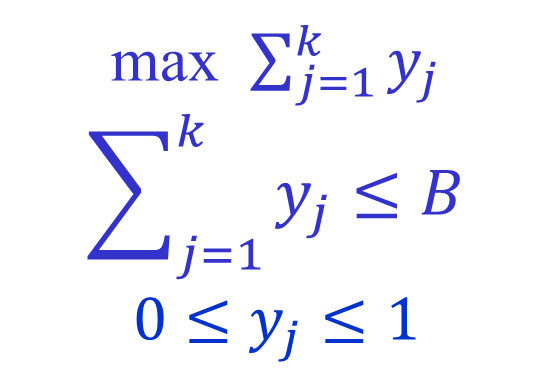 max ∑_{j=1}^{k} y_j
∑_{j=1}^{k} y_j ≤ B
0 ≤ y_j ≤ 1